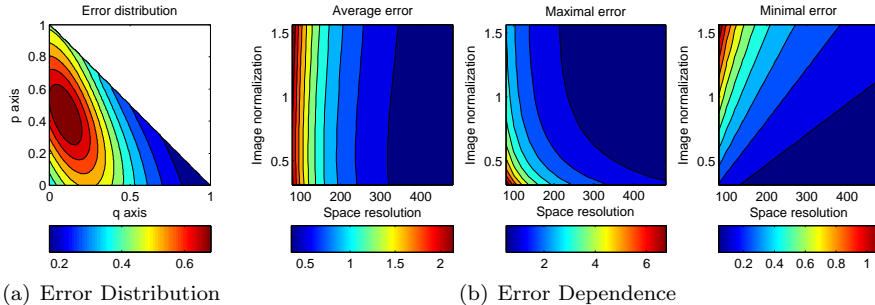 Error distribution
1
0.8
0.6
0.4
0.2
0
p axis
0 0.5 1
q axis
0.2 0.4 0.6
(a) Error Distribution
Average error
1.5
1
0.5
Image normalization
100 200 300 400
Space resolution
0.5 1 1.5 2
Maximal error
1.5
1
0.5
Image normalization
100 200 300 400
Space resolution
2 4 6
Minimal error
1.5
1
0.5
Image normalization
100 200 300 400
Space resolution
0.2 0.4 0.6 0.8 1
(b) Error Dependence